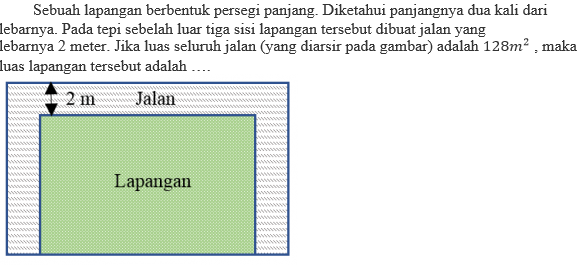 Sebuah lapangan berbentuk persegi panjang. Diketahui panjangnya dua kali dari
lebarnya. Pada tepi sebelah luar tiga sisi lapangan tersebut dibuat jalan yang
lebarnya 2 meter. Jika luas seluruh jalan (yang diarsir pada gambar) adalah 128m² , maka
luas lapangan tersebut adalah ….
2 m Jalan
Lapangan